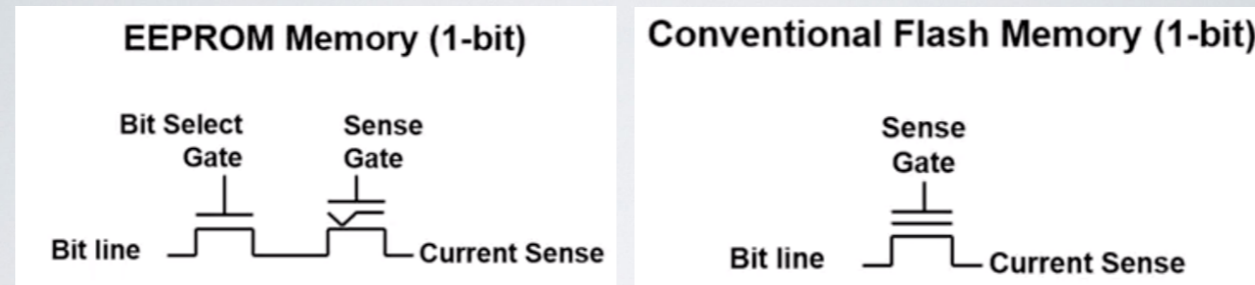 EEPROM Memory (1-bit)
Bit Select
Gate
Sense
Gate
Bit line
Current Sense
Conventional Flash Memory (1-bit)
Sense
Gate
Bit line
Current Sense